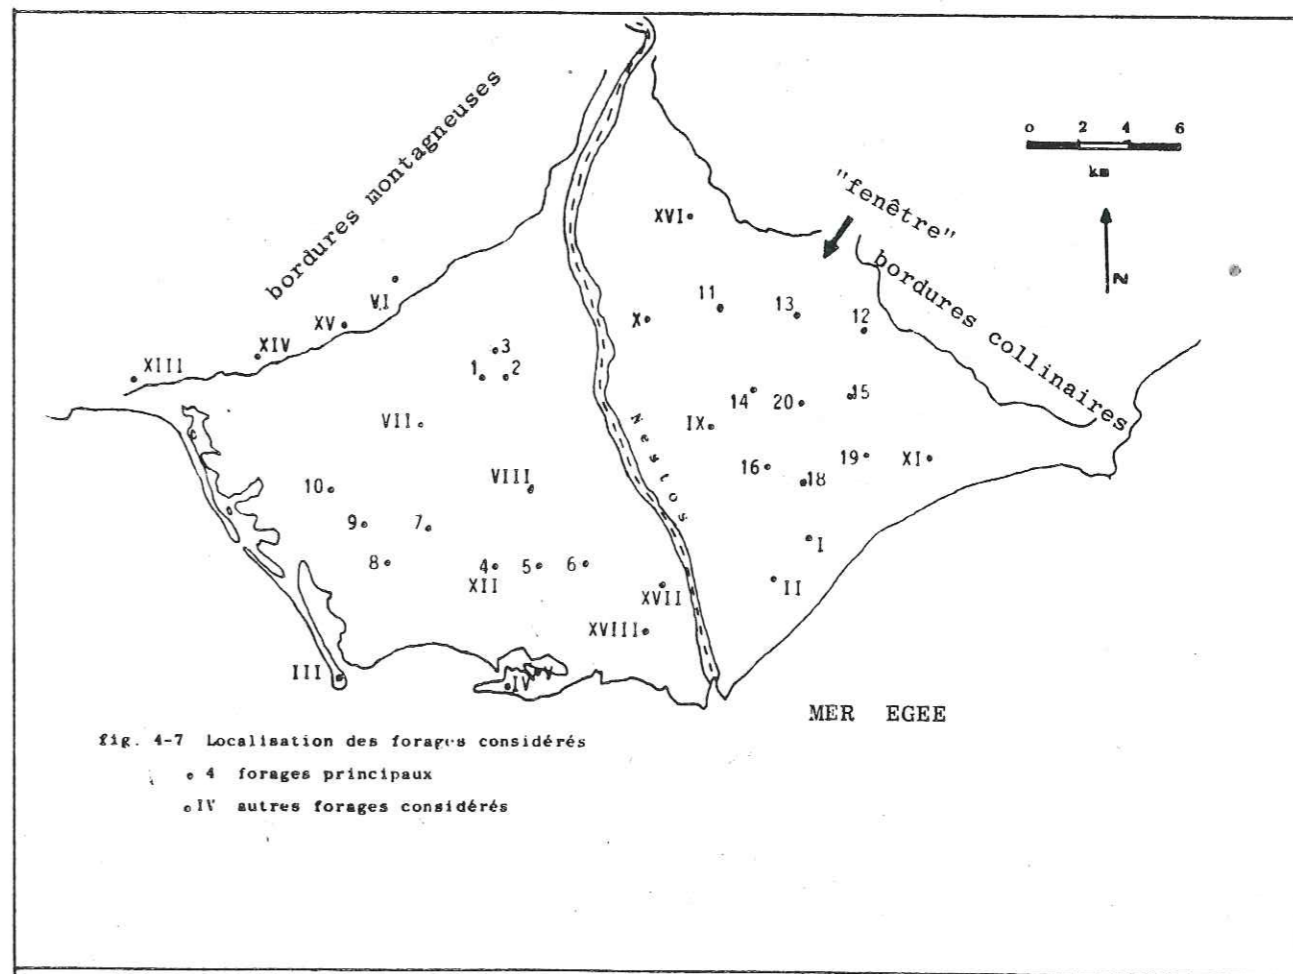 bordures montagneuses
0 2 4 6
km
"fenêtre"
N
XVI
bordures collinaires
VI
11
13
XV
X
12
XIV
3
XIII
1
2
14
20
15
VII
Nestos
IX
16
19
XI
VIII
18
10
9
7
I
8
4
5
6
XII
XVII
II
XVIII
III
IV
V
MER EGEE
fig. 4-7 Localisation des forages considérés
4 forages principaux
IV autres forages considérés